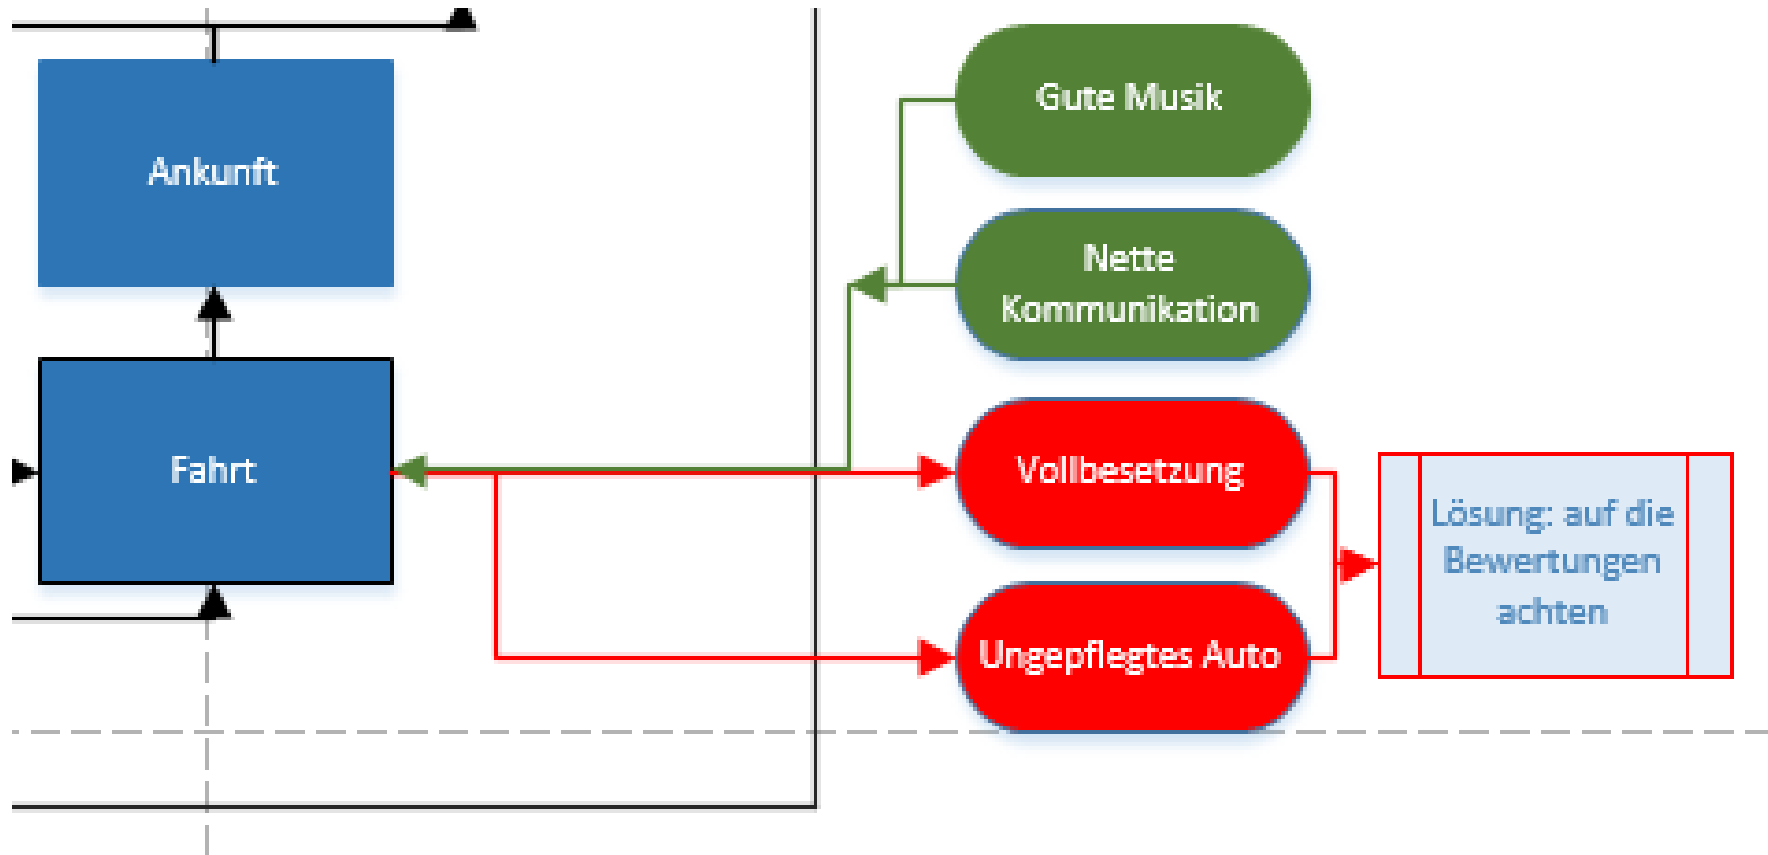 Ankunft
Fahrt
Gute Musik
Nette
Kommunikation
Vollbesetzung
Ungepflegtes Auto
Lösung: auf die
Bewertungen
achten